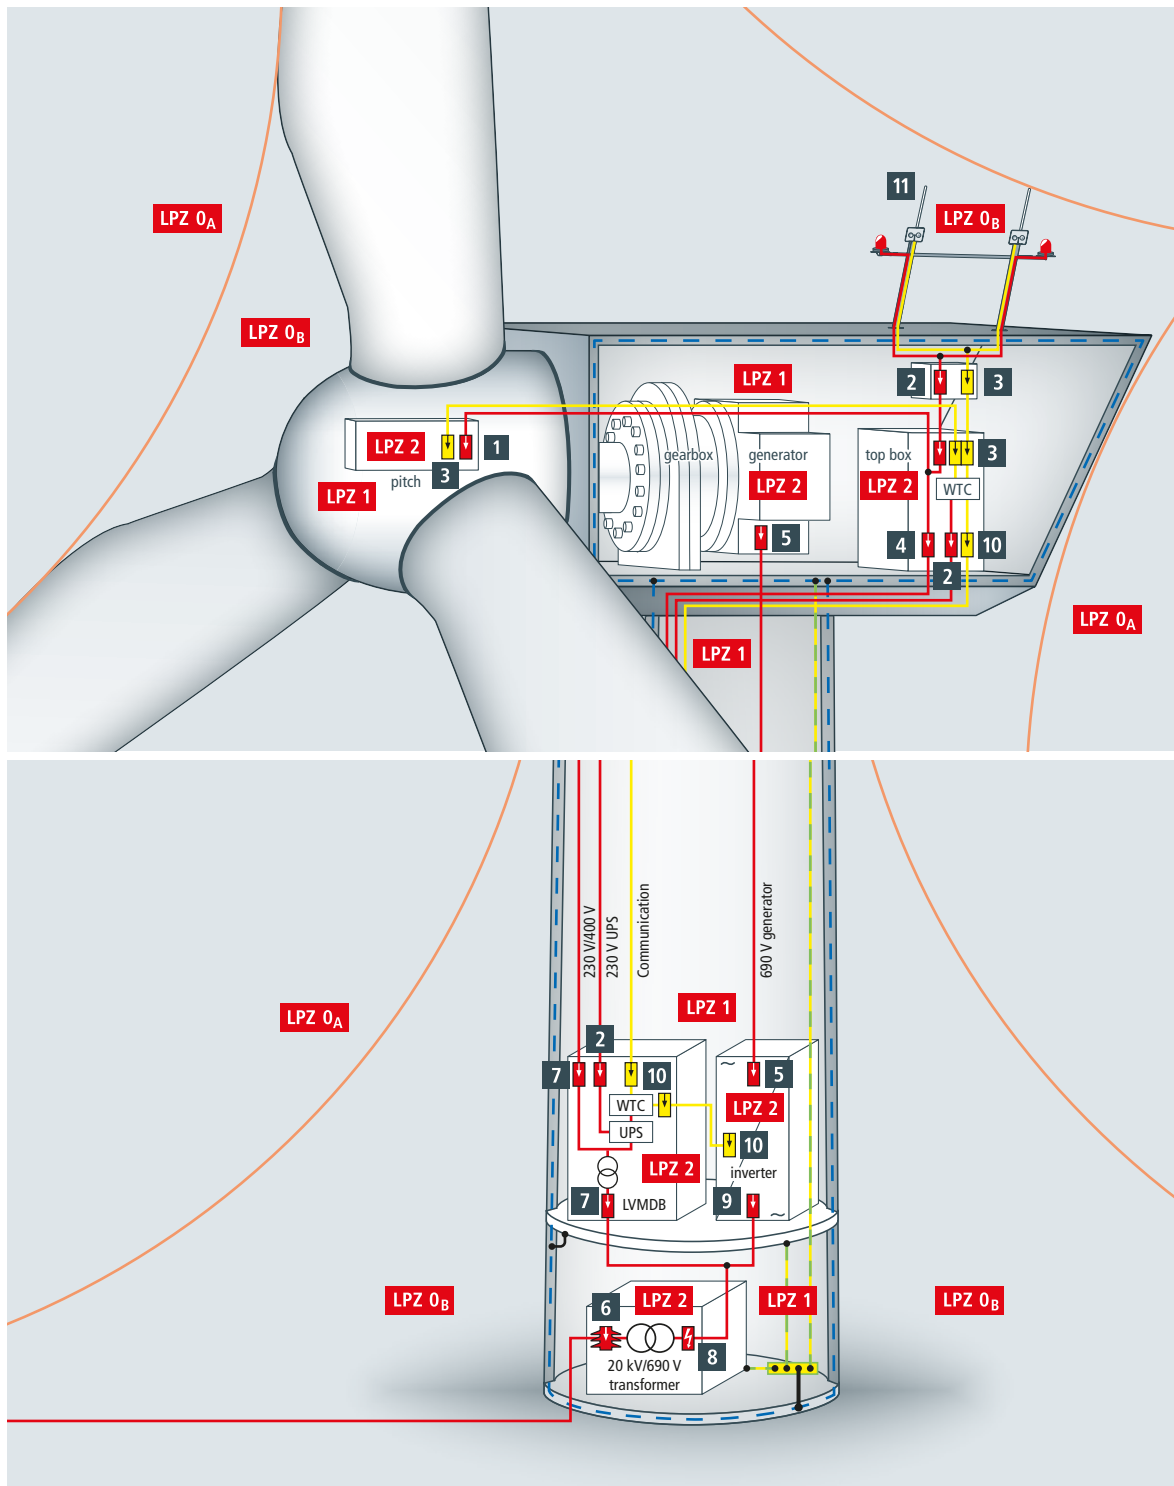 11
LPZ 0A
LPZ 0B
LPZ 0B
LPZ 1
2
3
LPZ 2
1
gearbox
generator
top box
3
3
pitch
LPZ 1
LPZ 2
LPZ 2
WTC
5
4
10
2
LPZ 0A
LPZ 1
230 V/400 V
230 V UPS
Communication
690 V generator
LPZ 1
LPZ 0A
2
7
10
5
WTC
LPZ 2
UPS
10
LPZ 2
inverter
7
LVMDB
9
~
~
LPZ 0B
6
LPZ 2
LPZ 1
LPZ 0B
8
20 kV/690 V
transformer